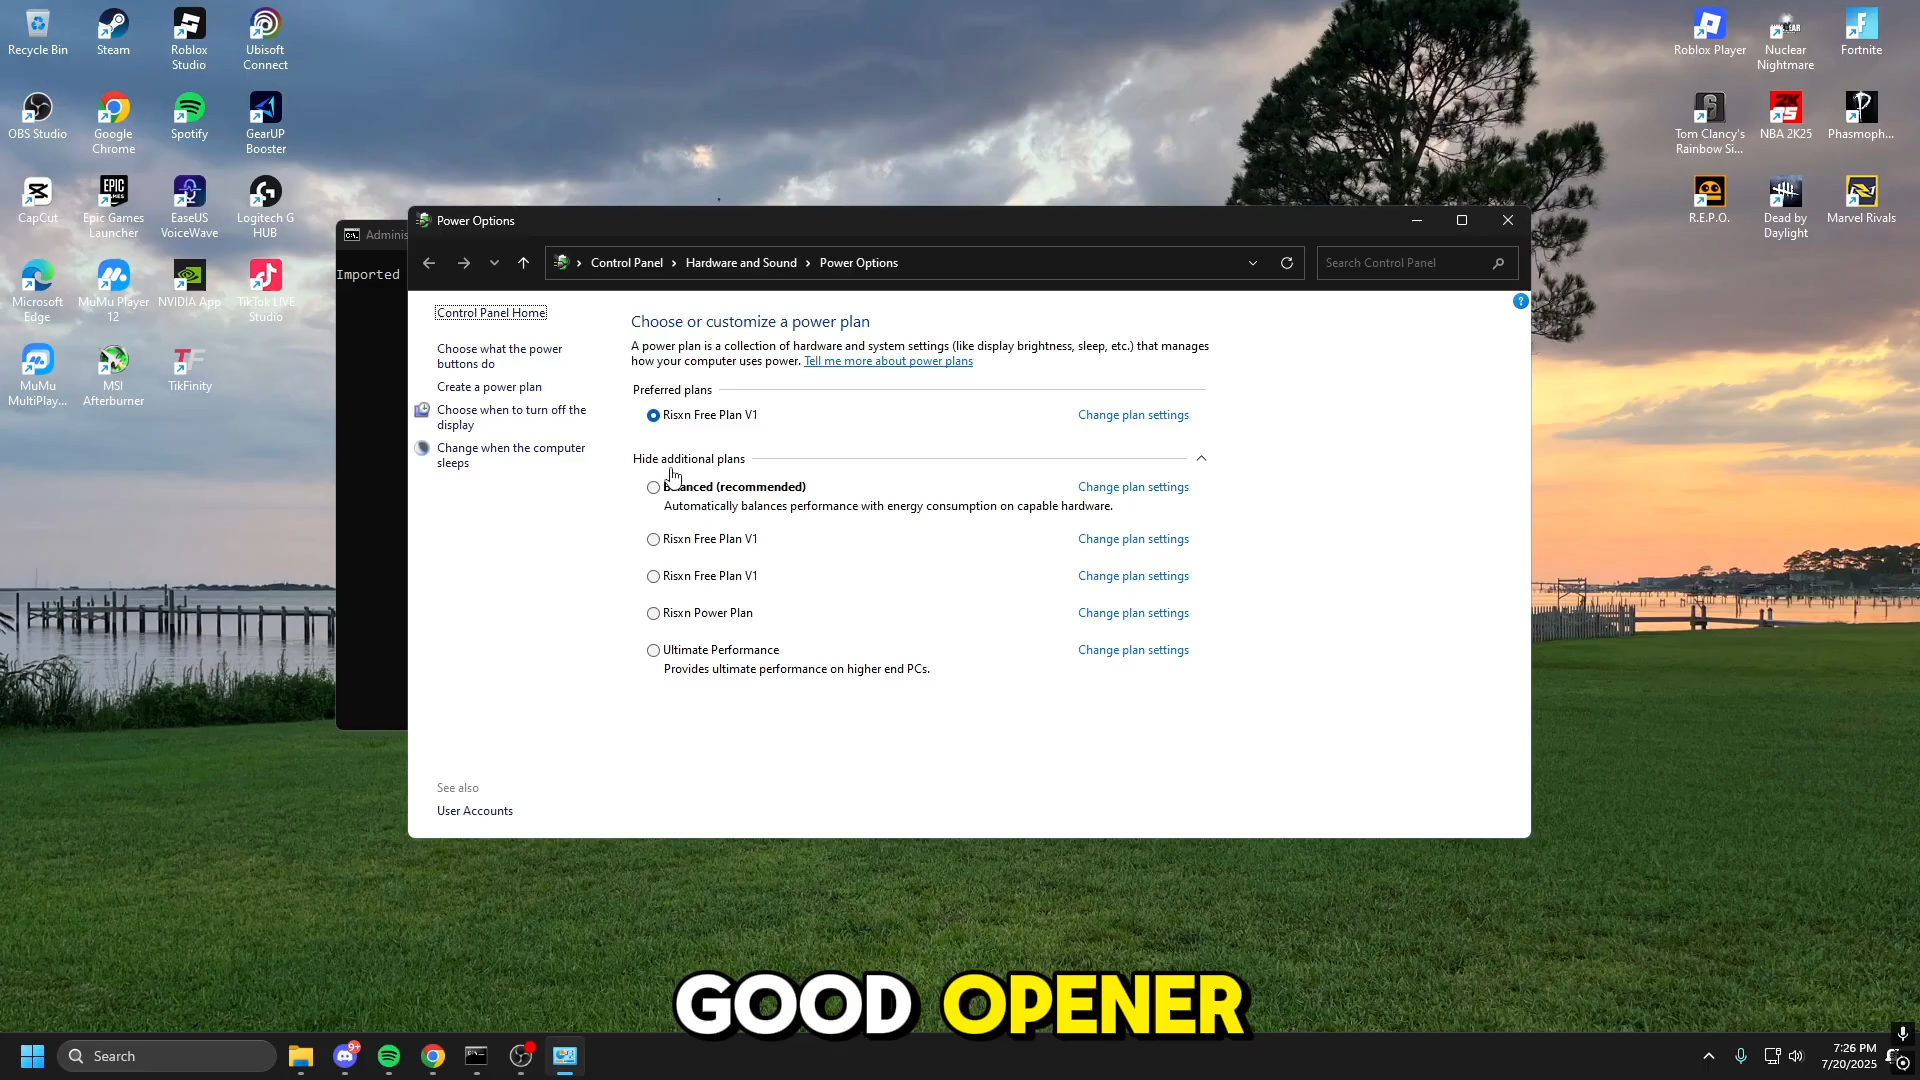 Recycle Bin
Steam
Roblox
Studio
Ubisoft
Connect
Roblox Player
Nuclear
Nightmare
Fortnite
OBS Studio
Google
Chrome
Spotify
GearUP
Booster
Tom Clancy's
Rainbow Si...
NBA 2K25
Phasmoph...
CapCut
Epic Games
Launcher
EaseUS
VoiceWave
Logitech G
HUB
R.E.P.O.
Dead by
Daylight
Marvel Rivals
Microsoft
Edge
MuMu Player
12
NVIDIA App
TikTok LIVE
Studio
MuMu
MultiPlay...
MSI
Afterburner
TikFinity
Adminis
Imported
Power Options
Control Panel > Hardware and Sound > Power Options
Search Control Panel
Control Panel Home
Choose what the power
buttons do
Create a power plan
Choose when to turn off the
display
Change when the computer
sleeps
See also
User Accounts
Choose or customize a power plan
A power plan is a collection of hardware and system settings (like display brightness, sleep, etc.) that manages
how your computer uses power. Tell me more about power plans
Preferred plans
Risxn Free Plan V1 Change plan settings
Hide additional plans
Balanced (recommended) Change plan settings
Automatically balances performance with energy consumption on capable hardware.
Risxn Free Plan V1 Change plan settings
Risxn Free Plan V1 Change plan settings
Risxn Power Plan Change plan settings
Ultimate Performance Change plan settings
Provides ultimate performance on higher end PCs.
GOOD OPENER
Search
9+
7:26 PM
7/20/2025